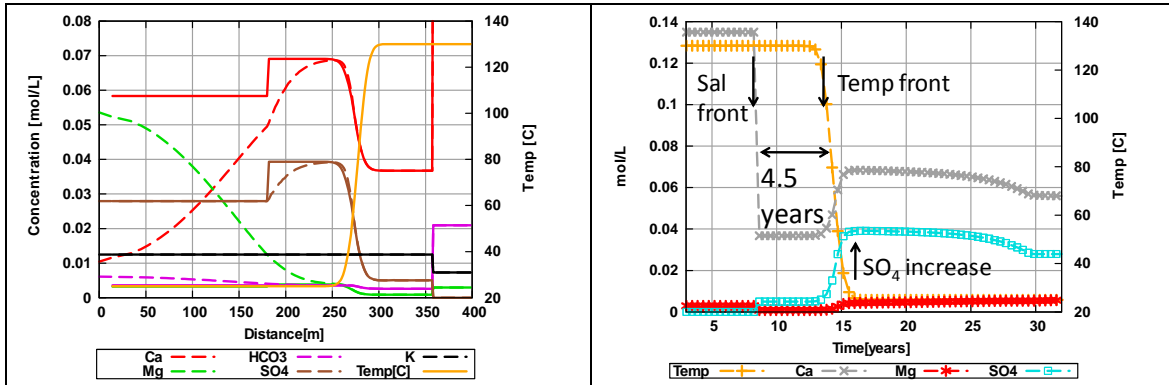 Concentration [mol/L]
0.08
0.07
0.06
0.05
0.04
0.03
0.02
0.01
0
140
120
100
80
60
40
20
Temp [C]
0 50 100 150 200 250 300 350 400
Distance[m]
Ca HCO3 K
Mg SO4 Temp[C]
mol/L
0.14
0.12
0.1
0.08
0.06
0.04
0.02
0
140
120
100
80
60
40
20
Temp [C]
Sal front
Temp front
4.5 years
SO4 increase
5 10 15 20 25 30
Time[years]
Temp Ca Mg SO4